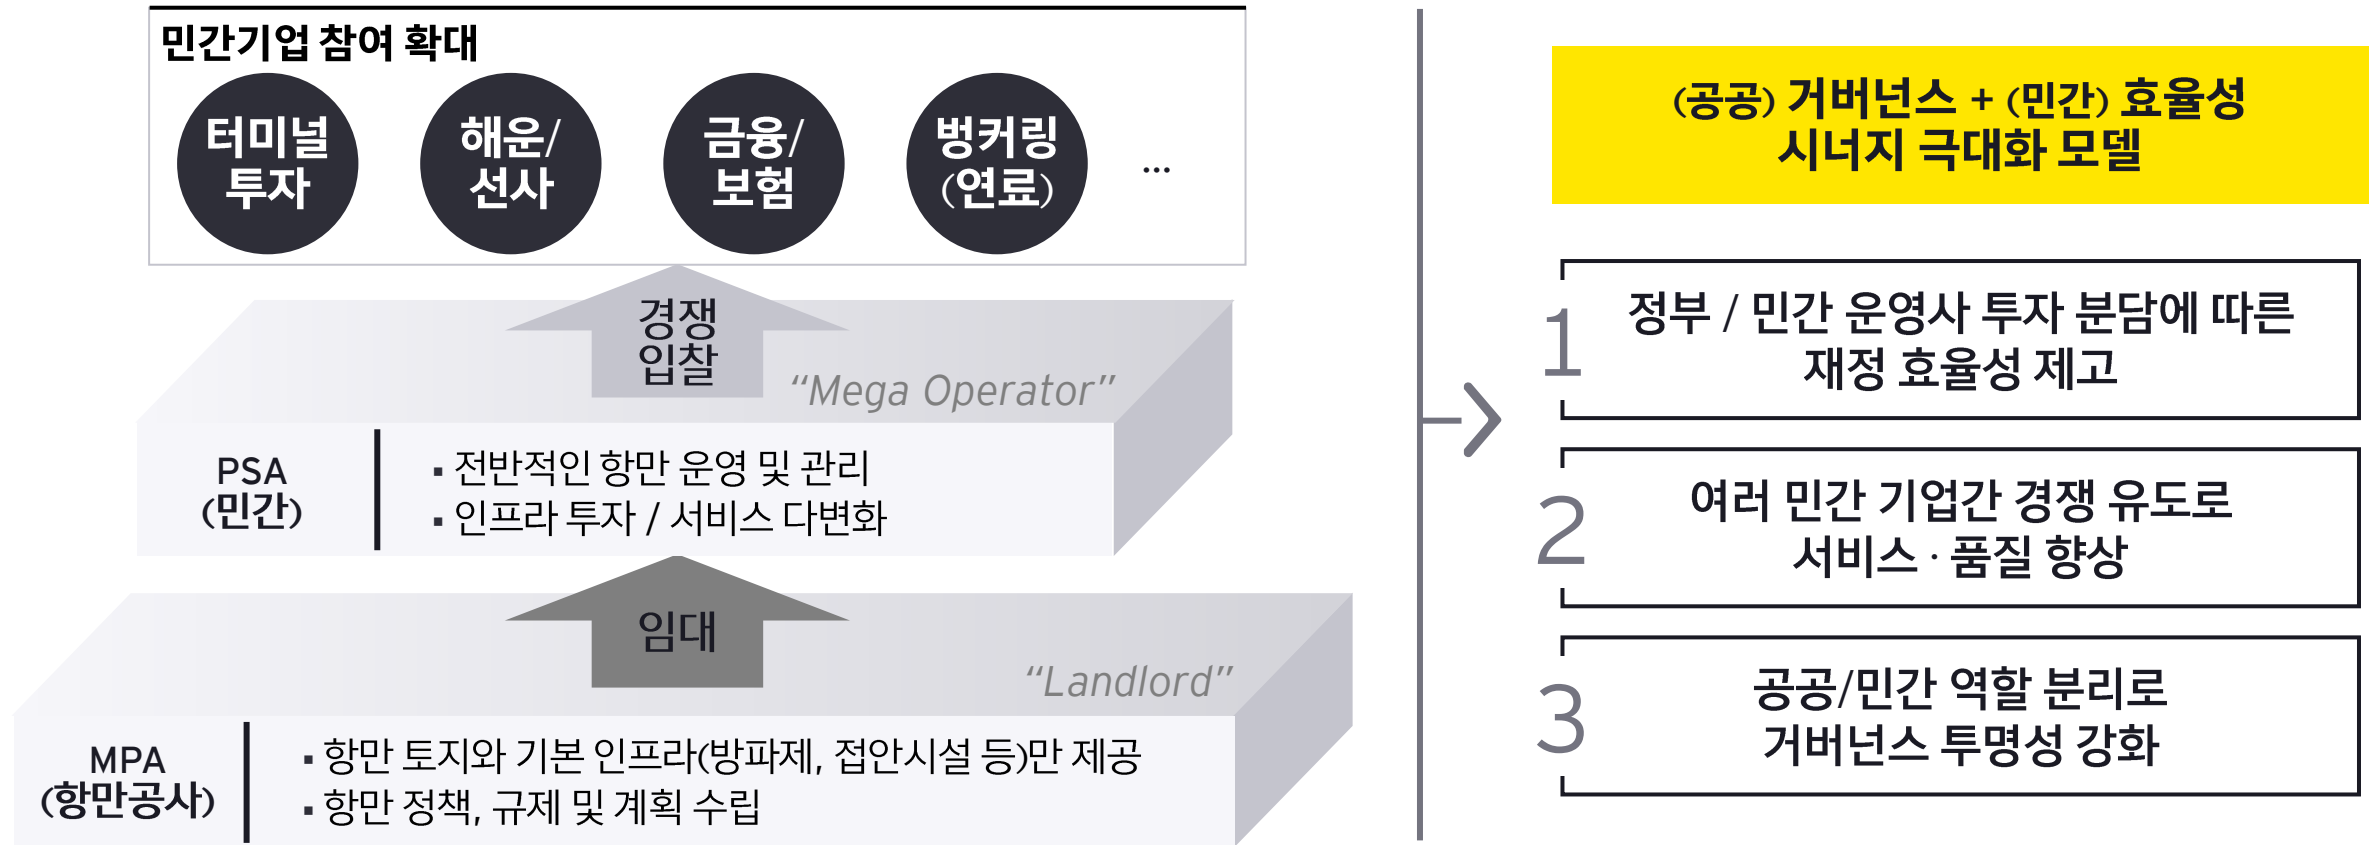 민간기업 참여 확대
터미널
투자
해운/
선사
금융/
보험
벙커링
(연료)
...
경쟁
입찰
“Mega Operator”
PSA
(민간)
▪ 전반적인 항만 운영 및 관리
▪ 인프라 투자 / 서비스 다변화
임대
“Landlord”
MPA
(항만공사)
▪ 항만 토지와 기본 인프라(방파제, 접안시설 등)만 제공
▪ 항만 정책, 규제 및 계획 수립
(공공) 거버넌스 + (민간) 효율성
시너지 극대화 모델
1
정부 / 민간 운영사 투자 분담에 따른
재정 효율성 제고
2
여러 민간 기업간 경쟁 유도로
서비스 · 품질 향상
3
공공/민간 역할 분리로
거버넌스 투명성 강화